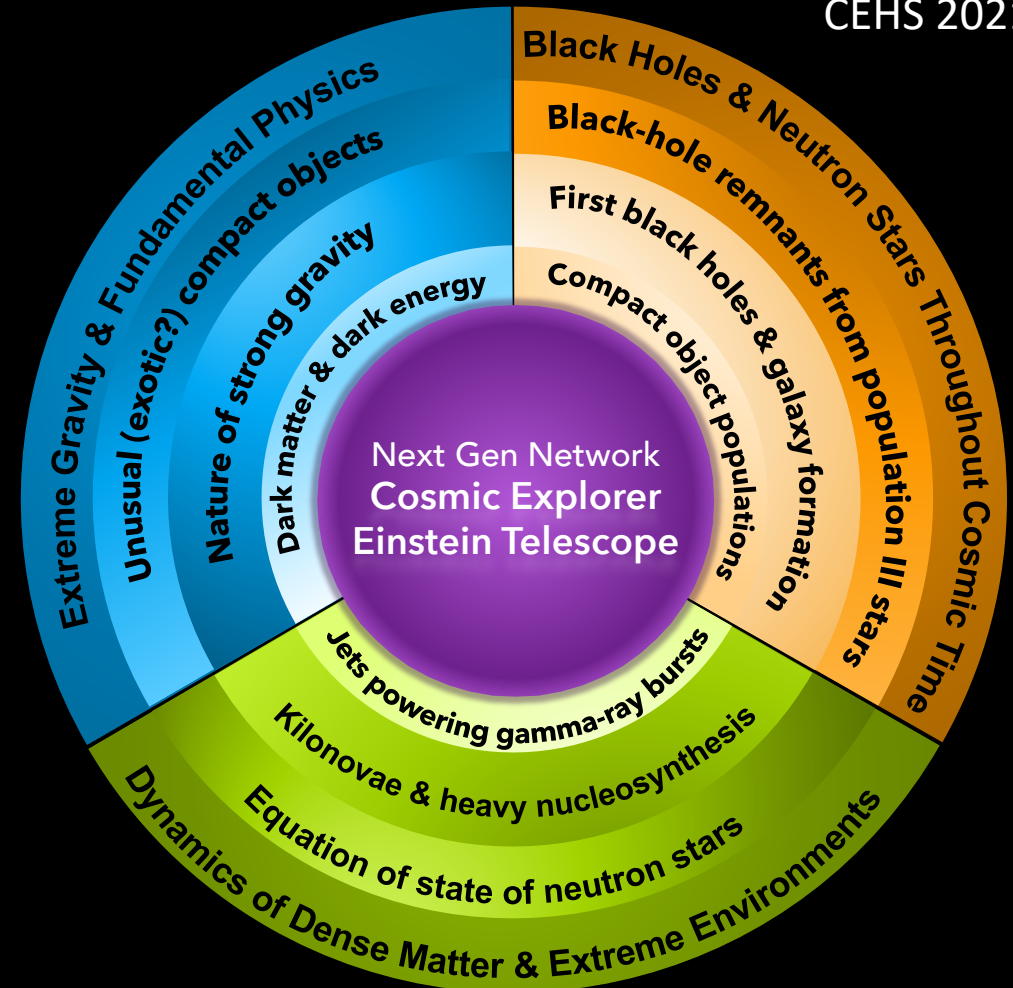 CEHS 202
Extreme Gravity & Fundamental Physics
Unusual (exotic?) compact objects
Nature of strong gravity
Dark matter & dark energy
Black Holes & Neutron Stars Throughout Cosmic Time
Black-hole remnants from population III stars
First black holes & galaxy formation
Compact object populations
Next Gen Network
Cosmic Explorer
Einstein Telescope
Jets powering gamma-ray bursts
Kilonovae & heavy nucleosynthesis
Equation of state of neutron stars
Dynamics of Dense Matter & Extreme Environments